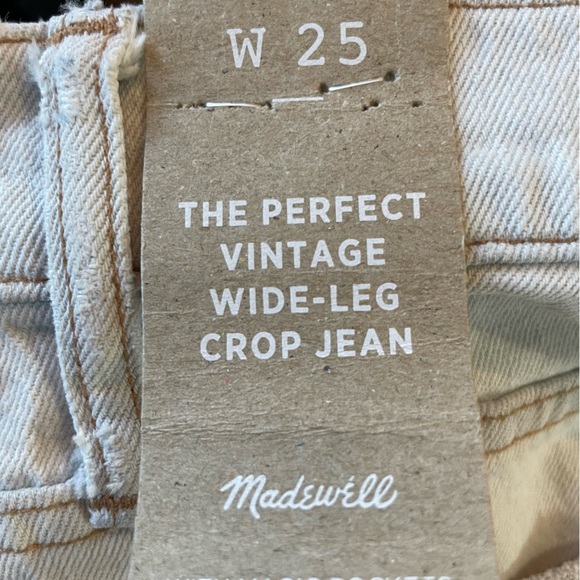 W 25
THE PERFECT
VINTAGE
WIDE-LEG
CROP JEAN
Madewell